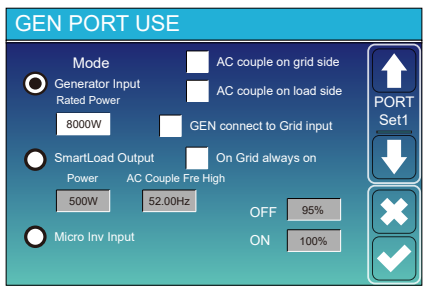 GEN PORT USE
Mode
AC couple on grid side
Generator Input
AC couple on load side
Rated Power
PORT
Set1
8000W
GEN connect to Grid input
SmartLoad Output
On Grid always on
Power
AC Couple Fre High
500W
52.00Hz
OFF
95%
Micro Inv Input
ON
100%